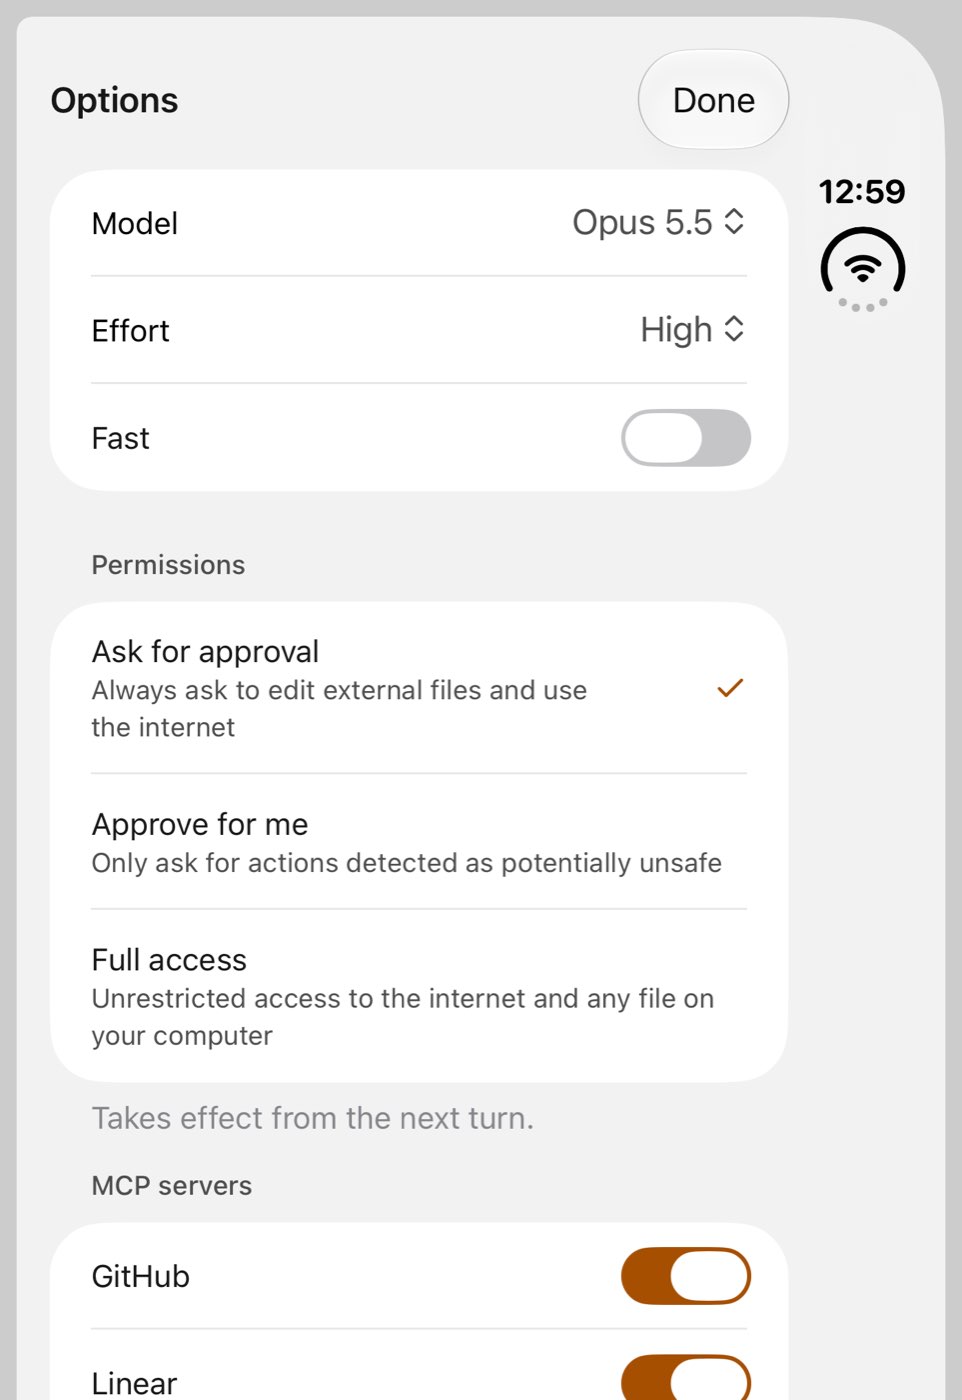 Options
Done
12:59
Model
Opus 5.5
Effort
High
Fast
Permissions
Ask for approval
Always ask to edit external files and use
the internet
Approve for me
Only ask for actions detected as potentially unsafe
Full access
Unrestricted access to the internet and any file on
your computer
Takes effect from the next turn.
MCP servers
GitHub
Linear